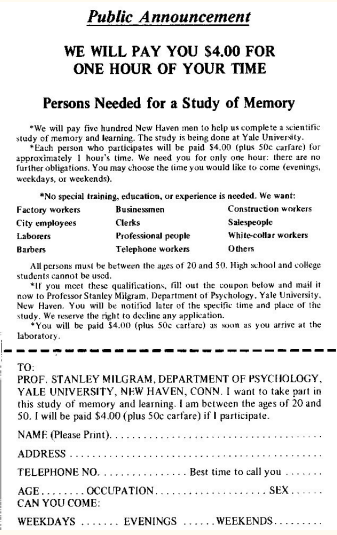 Public Announcement
WE WILL PAY YOU $4.00 FOR
ONE HOUR OF YOUR TIME
Persons Needed for a Study of Memory
*We will pay five hundred New Haven men to help us complete a scientific
study of memory and learning. The study is being done at Yale University.
*Each person who participates will be paid $4.00 (plus 50c carfare) for
approximately 1 hour's time. We need you for only one hour: there are no
further obligations. You may choose the time you would like to come (evenings,
weekdays, or weekends).
*No special training, education, or experience is needed. We want:
Factory workers Businessmen Construction workers
City employees Clerks Salespeople
Laborers Professional people White-collar workers
Barbers Telephone workers Others
All persons must be between the ages of 20 and 50. High school and college
students cannot be used.
*If you meet these qualifications, fill out the coupon below and mail it
now to Professor Stanley Milgram, Department of Psychology, Yale University,
New Haven. You will be notified later of the specific time and place of the
study. We reserve the right to decline any application.
*You will be paid $4.00 (plus 50c carfare) as soon as you arrive at the
laboratory.
TO:
PROF. STANLEY MILGRAM, DEPARTMENT OF PSYCHOLOGY,
YALE UNIVERSITY, NEW HAVEN, CONN. I want to take part in
this study of memory and learning. I am between the ages of 20 and
50. I will be paid $4.00 (plus 50c carfare) if I participate.
NAME (Please Print). . . . . . . . . . . . . . . . . . . . . . . . . . . . . . . . . . . .
ADDRESS . . . . . . . . . . . . . . . . . . . . . . . . . . . . . . . . . . . . . . . . . .
TELEPHONE NO. . . . . . . . . . . . . . . . Best time to call you . . . . . . .
AGE. . . . . . . . OCCUPATION. . . . . . . . . . . . . . . . . . . . SEX . . . . . .
CAN YOU COME:
WEEKDAYS . . . . . . . EVENINGS . . . . . . WEEKENDS. . . . . . . . .